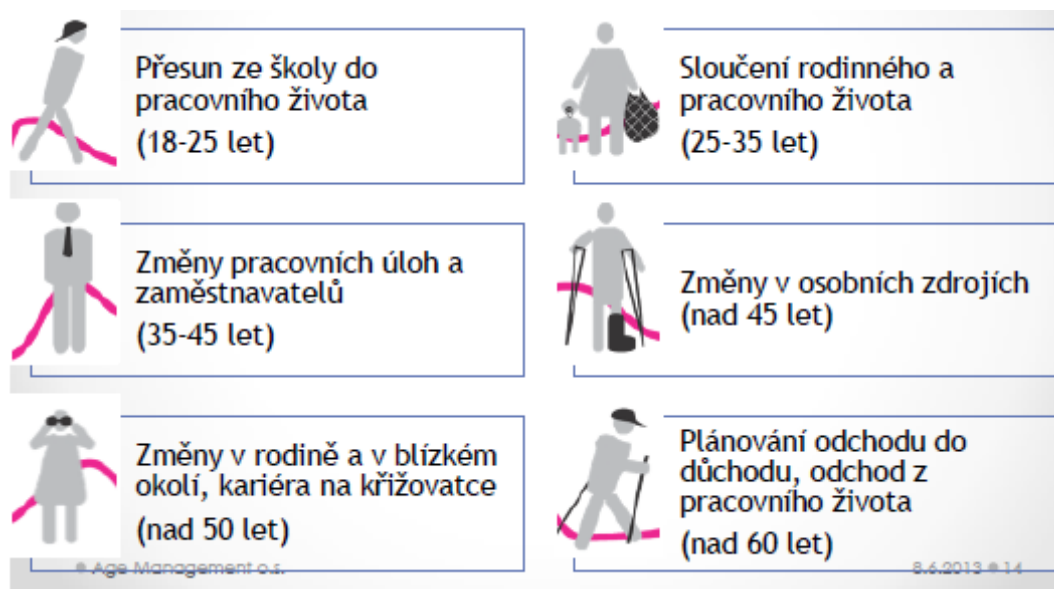 Přesun ze školy do
pracovního života
(18-25 let)
Sloučení rodinného a
pracovního života
(25-35 let)
Změny pracovních úloh a
zaměstnavatelů
(35-45 let)
Změny v osobních zdrojích
(nad 45 let)
Změny v rodině a v blízkém
okolí, kariéra na křižovatce
(nad 50 let)
Plánování odchodu do
důchodu, odchod z
pracovního života
(nad 60 let)
Age Management o.s.
8.6.2013 14